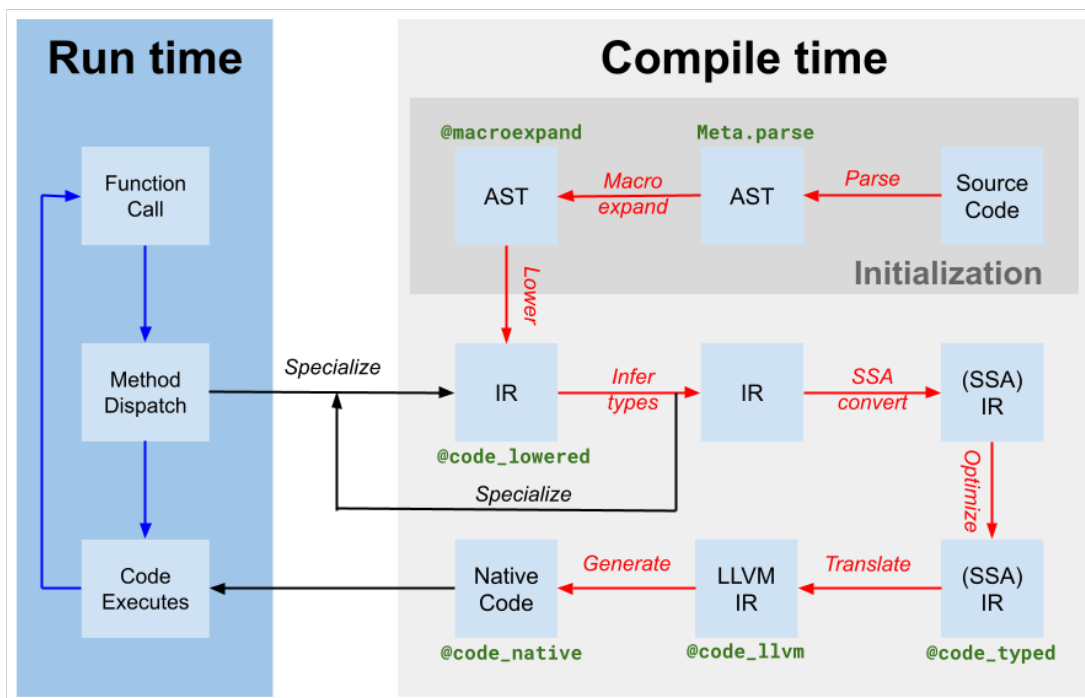 Run time
Compile time
@macroexpand
Meta.parse
Function
Call
AST
Macro
expand
AST
Parse
Source
Code
Initialization
Lower
Method
Dispatch
Specialize
IR
Infer
types
IR
SSA
convert
(SSA)
IR
@code_lowered
Specialize
Optimize
Code
Executes
Native
Code
Generate
LLVM
IR
Translate
(SSA)
IR
@code_native
@code_llvm
@code_typed